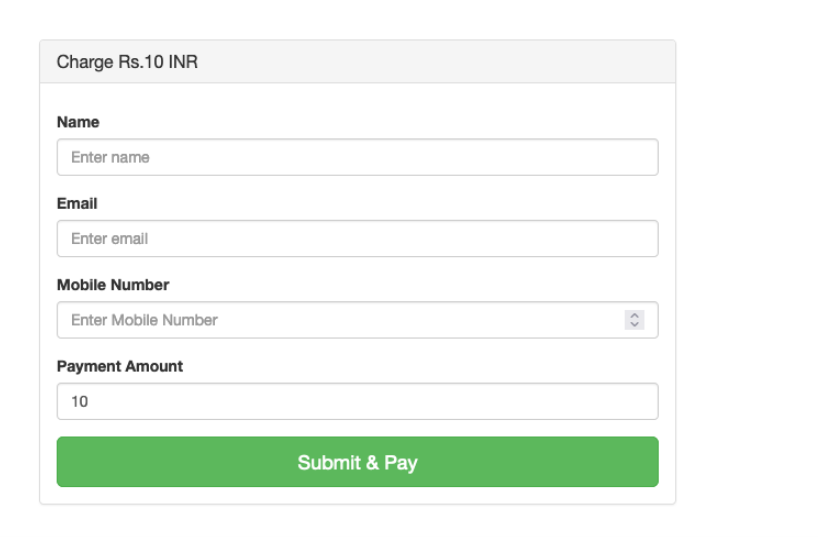 Charge Rs.10 INR
Name
Enter name
Email
Enter email
Mobile Number
Enter Mobile Number
Payment Amount
10
Submit & Pay